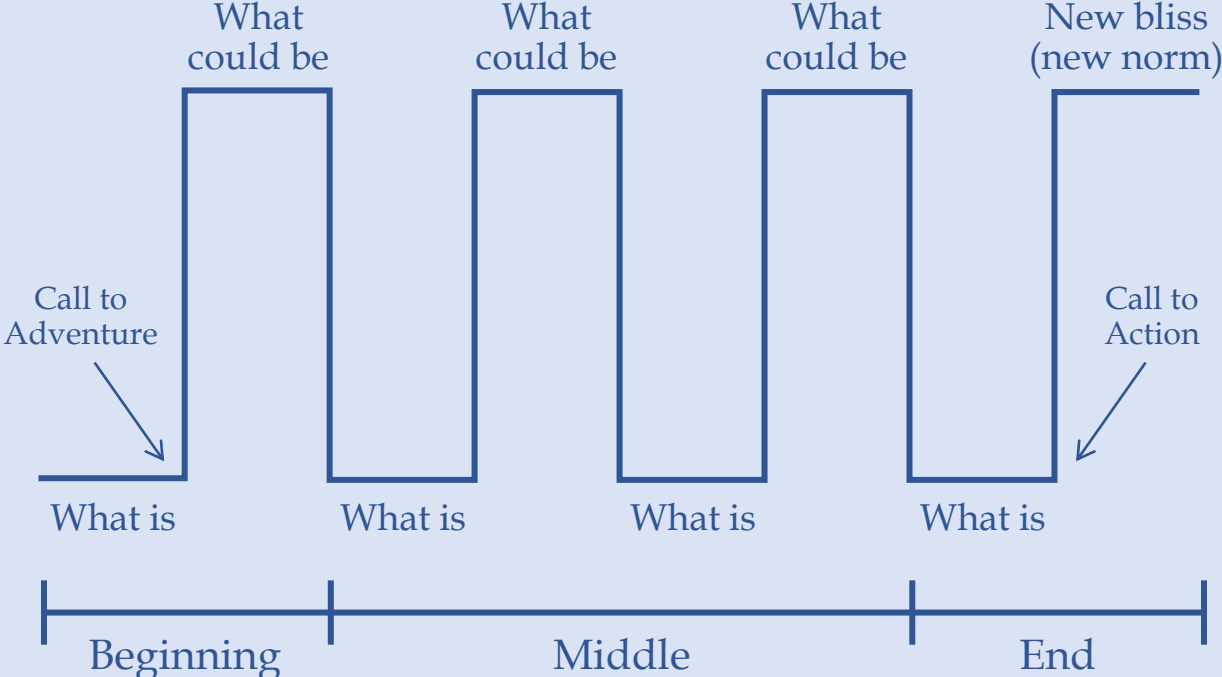 What
could be
What
could be
What
could be
New bliss
(new norm)
Call to
Adventure
Call to
Action
What is
What is
What is
What is
Beginning
Middle
End